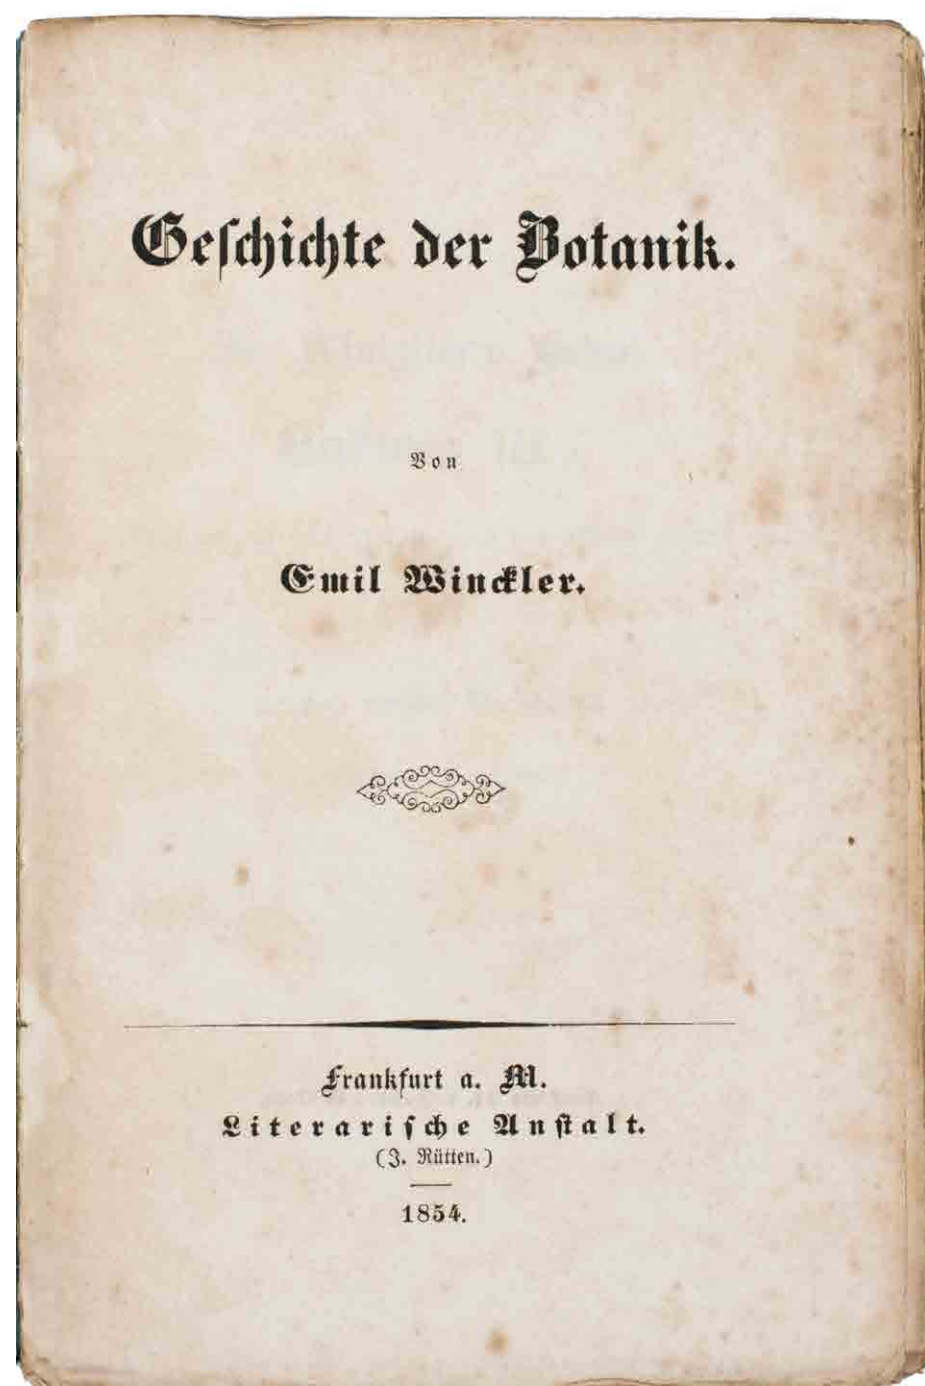 Geſchichte der Botanik.
Von
Emil Winckler.
Frankfurt a. M.
Literariſche Anſtalt.
(J. Rütten.)
1854.